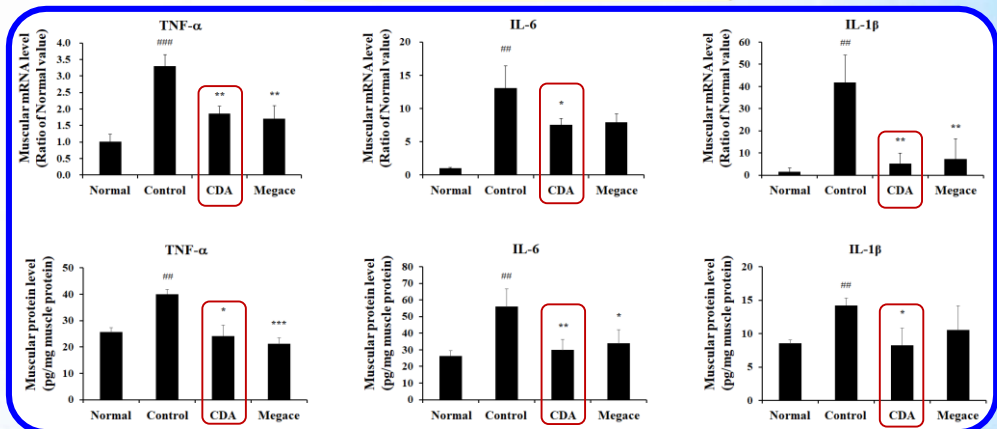 TNF-α
Muscular mRNA level
(Ratio of Normal value)
4.0
3.5
3.0
2.5
2.0
1.5
1.0
0.5
0.0
###
**
**
Normal Control CDA Megace
IL-6
Muscular mRNA level
(Ratio of Normal value)
20
15
10
5
0
##
*
Normal Control CDA Megace
IL-1β
Muscular mRNA level
(Ratio of Normal value)
60
50
40
30
20
10
0
##
**
**
Normal Control CDA Megace
TNF-α
Muscular protein level
(pg/mg muscle protein)
50
40
30
20
10
0
##
*
***
Normal Control CDA Megace
IL-6
Muscular protein level
(pg/mg muscle protein)
80
70
60
50
40
30
20
10
0
##
**
*
Normal Control CDA Megace
IL-1β
Muscular protein level
(pg/mg muscle protein)
20
15
10
5
0
##
*
Normal Control CDA Megace